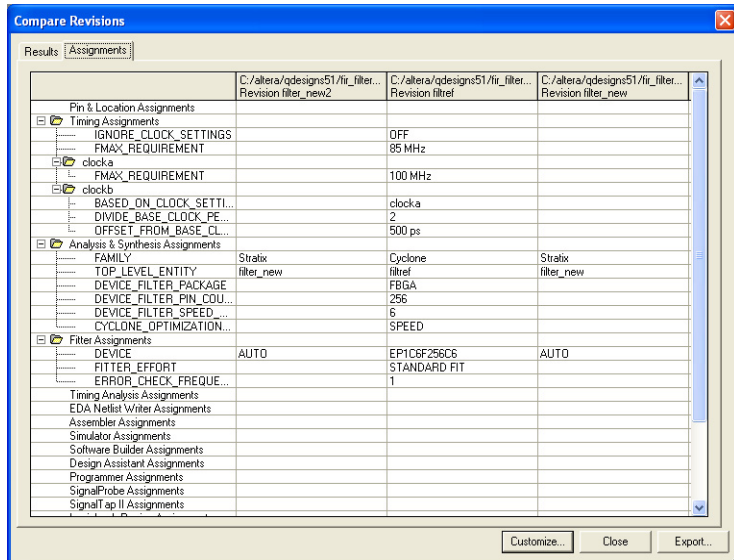 Compare Revisions
Results Assignments
C:/altera/qdesigns51/fir_filter... C:/altera/qdesigns51/fir_filter... C:/altera/qdesigns51/fir_filter...
Revision filter_new2 Revision filtref Revision filter_new
Pin & Location Assignments
Timing Assignments
IGNORE_CLOCK_SETTINGS OFF
FMAX_REQUIREMENT 85 MHz
clocka
FMAX_REQUIREMENT 100 MHz
clockb
BASED_ON_CLOCK_SETTI... clocka
DIVIDE_BASE_CLOCK_PE... 2
OFFSET_FROM_BASE_CL... 500 ps
Analysis & Synthesis Assignments
FAMILY Stratix Cyclone Stratix
TOP_LEVEL_ENTITY filter_new filtref filter_new
DEVICE_FILTER_PACKAGE FBGA
DEVICE_FILTER_PIN_COU... 256
DEVICE_FILTER_SPEED_... 6
CYCLONE_OPTIMIZATION... SPEED
Fitter Assignments
DEVICE AUTO EP1C6F256C6 AUTO
FITTER_EFFORT STANDARD FIT
ERROR_CHECK_FREQUE... 1
Timing Analysis Assignments
EDA Netlist Writer Assignments
Assembler Assignments
Simulator Assignments
Software Builder Assignments
Design Assistant Assignments
Programmer Assignments
SignalProbe Assignments
SignalTap II Assignments
Customize... Close Export...